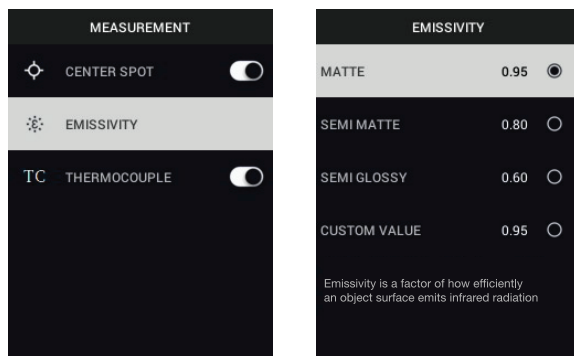 MEASUREMENT
CENTER SPOT
EMISSIVITY
TC THERMOCOUPLE
EMISSIVITY
MATTE 0.95
SEMI MATTE 0.80
SEMI GLOSSY 0.60
CUSTOM VALUE 0.95
Emissivity is a factor of how efficiently
an object surface emits infrared radiation